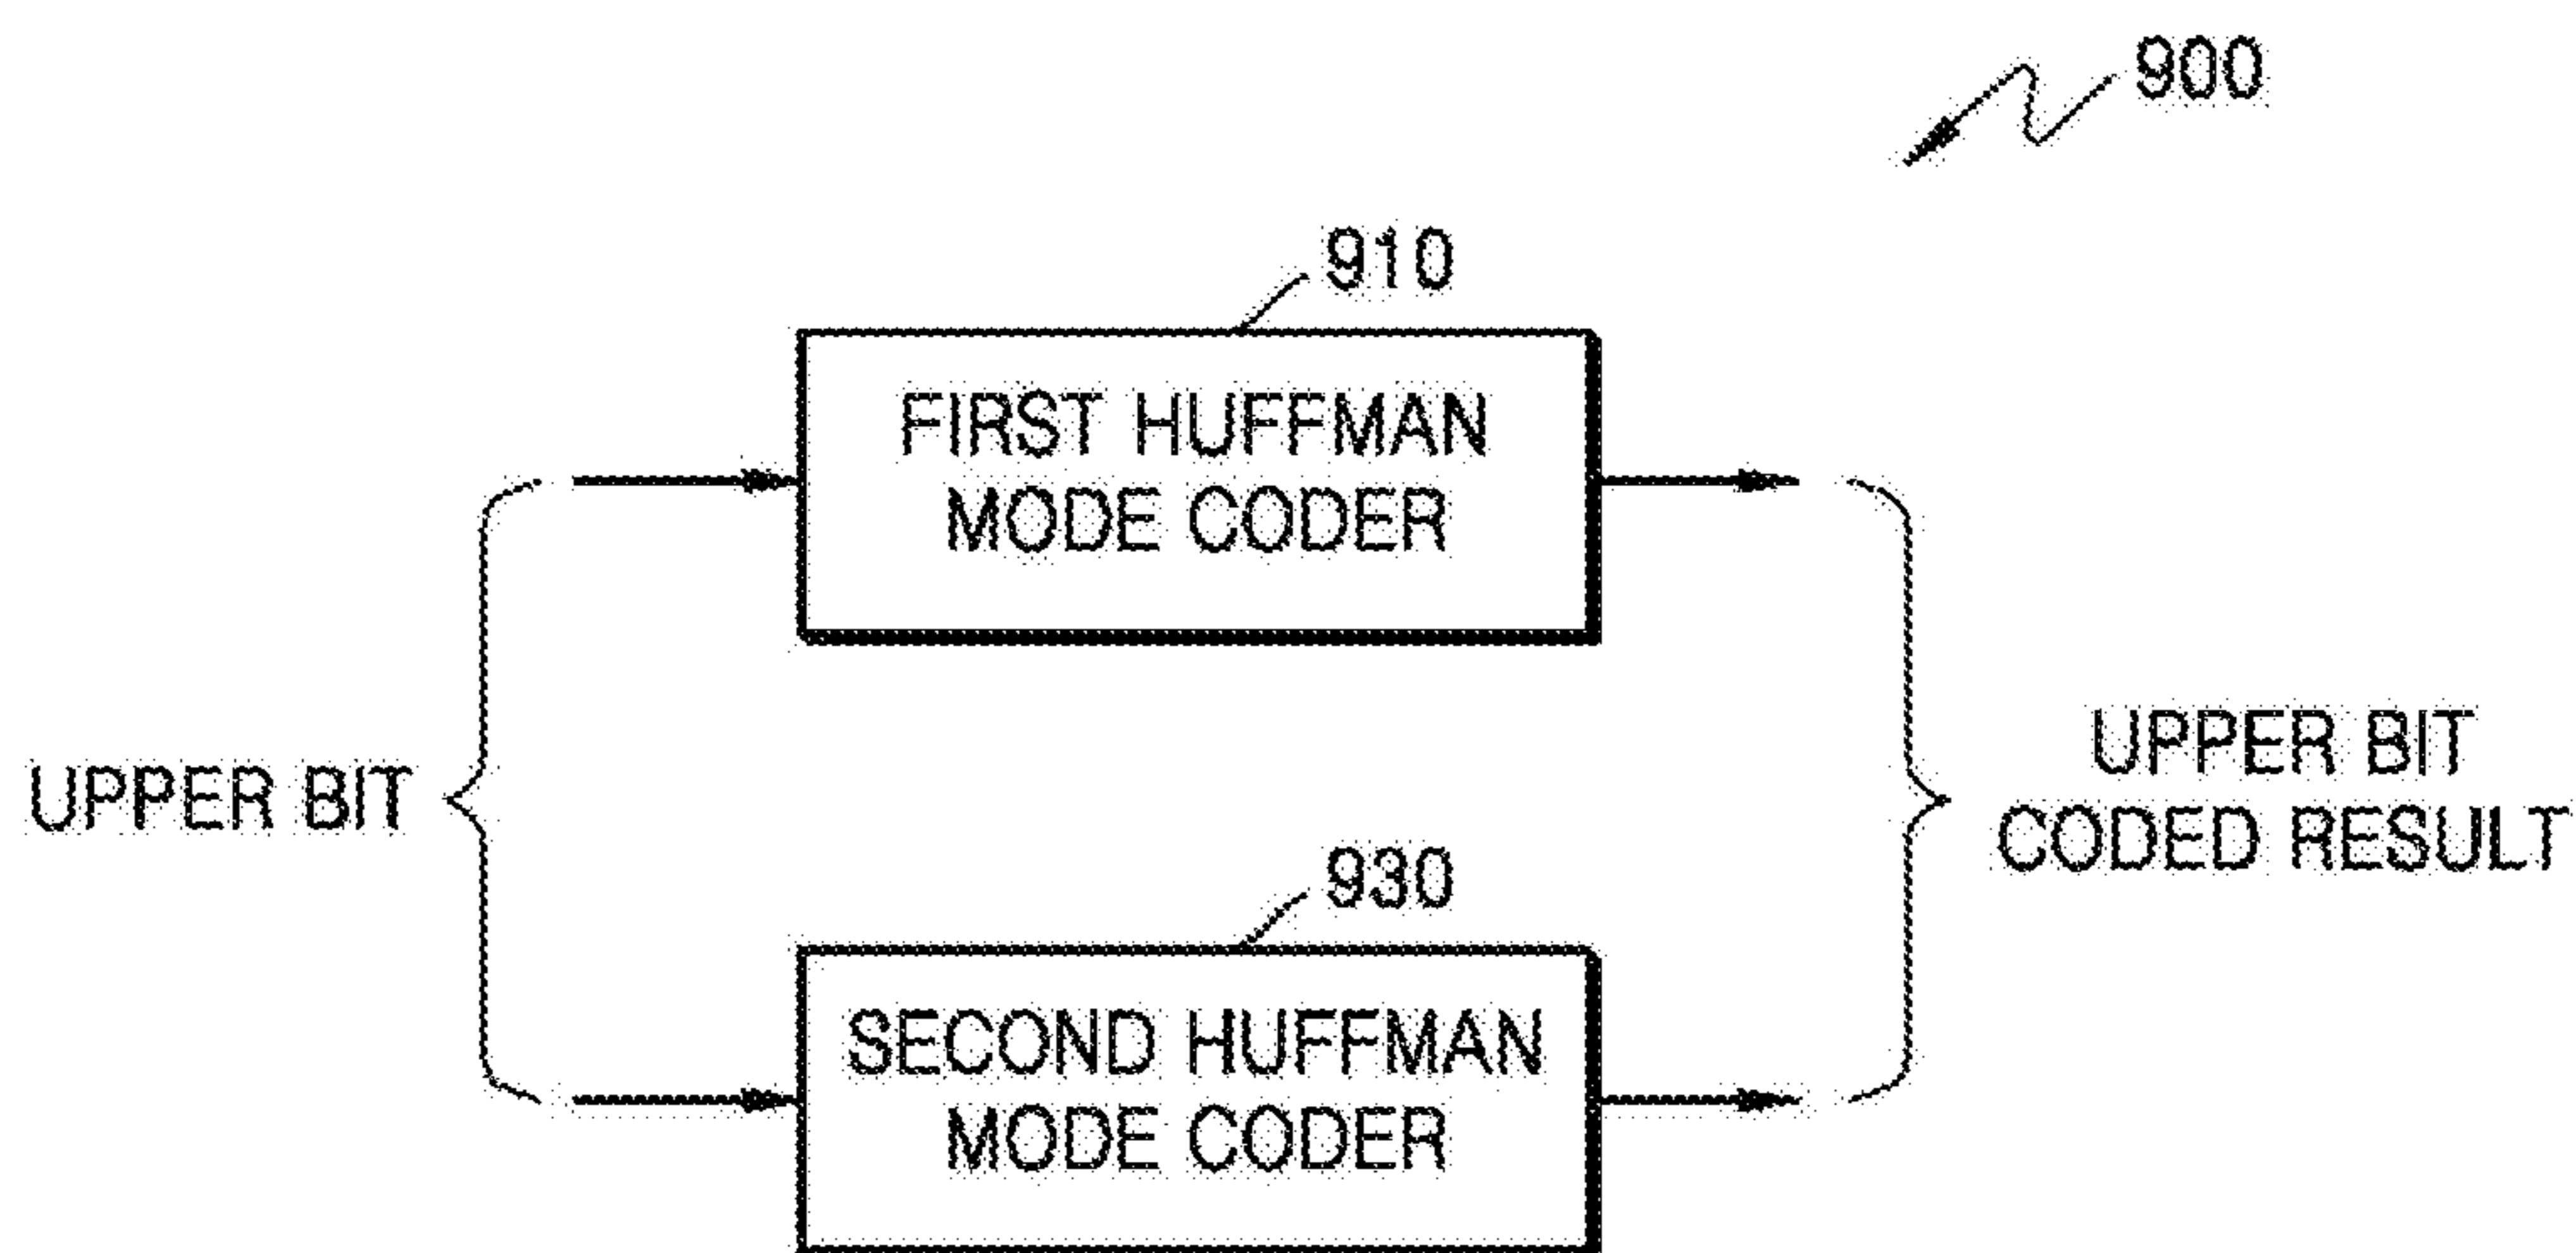 900
910
FIRST HUFFMAN
MODE CODER
UPPER BIT
UPPER BIT
CODED RESULT
930
SECOND HUFFMAN
MODE CODER